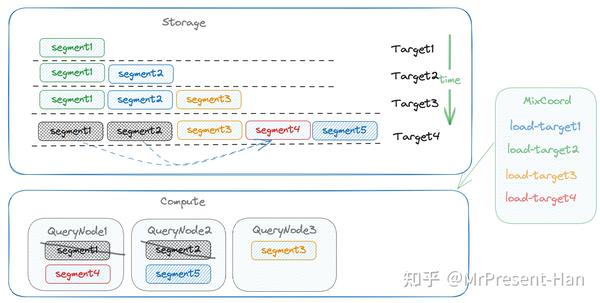 Storage
segment1
Target1
segment1 segment2
Target2
time
segment1 segment2 segment3
Target3
segment1 segment2 segment3 segment4 segment5
Target4
MixCoord
load-target1
load-target2
load-target3
load-target4
Compute
QueryNode1 QueryNode2 QueryNode3
segment1 segment2 segment3
segment4 segment5
知乎 @MrPresent-Han